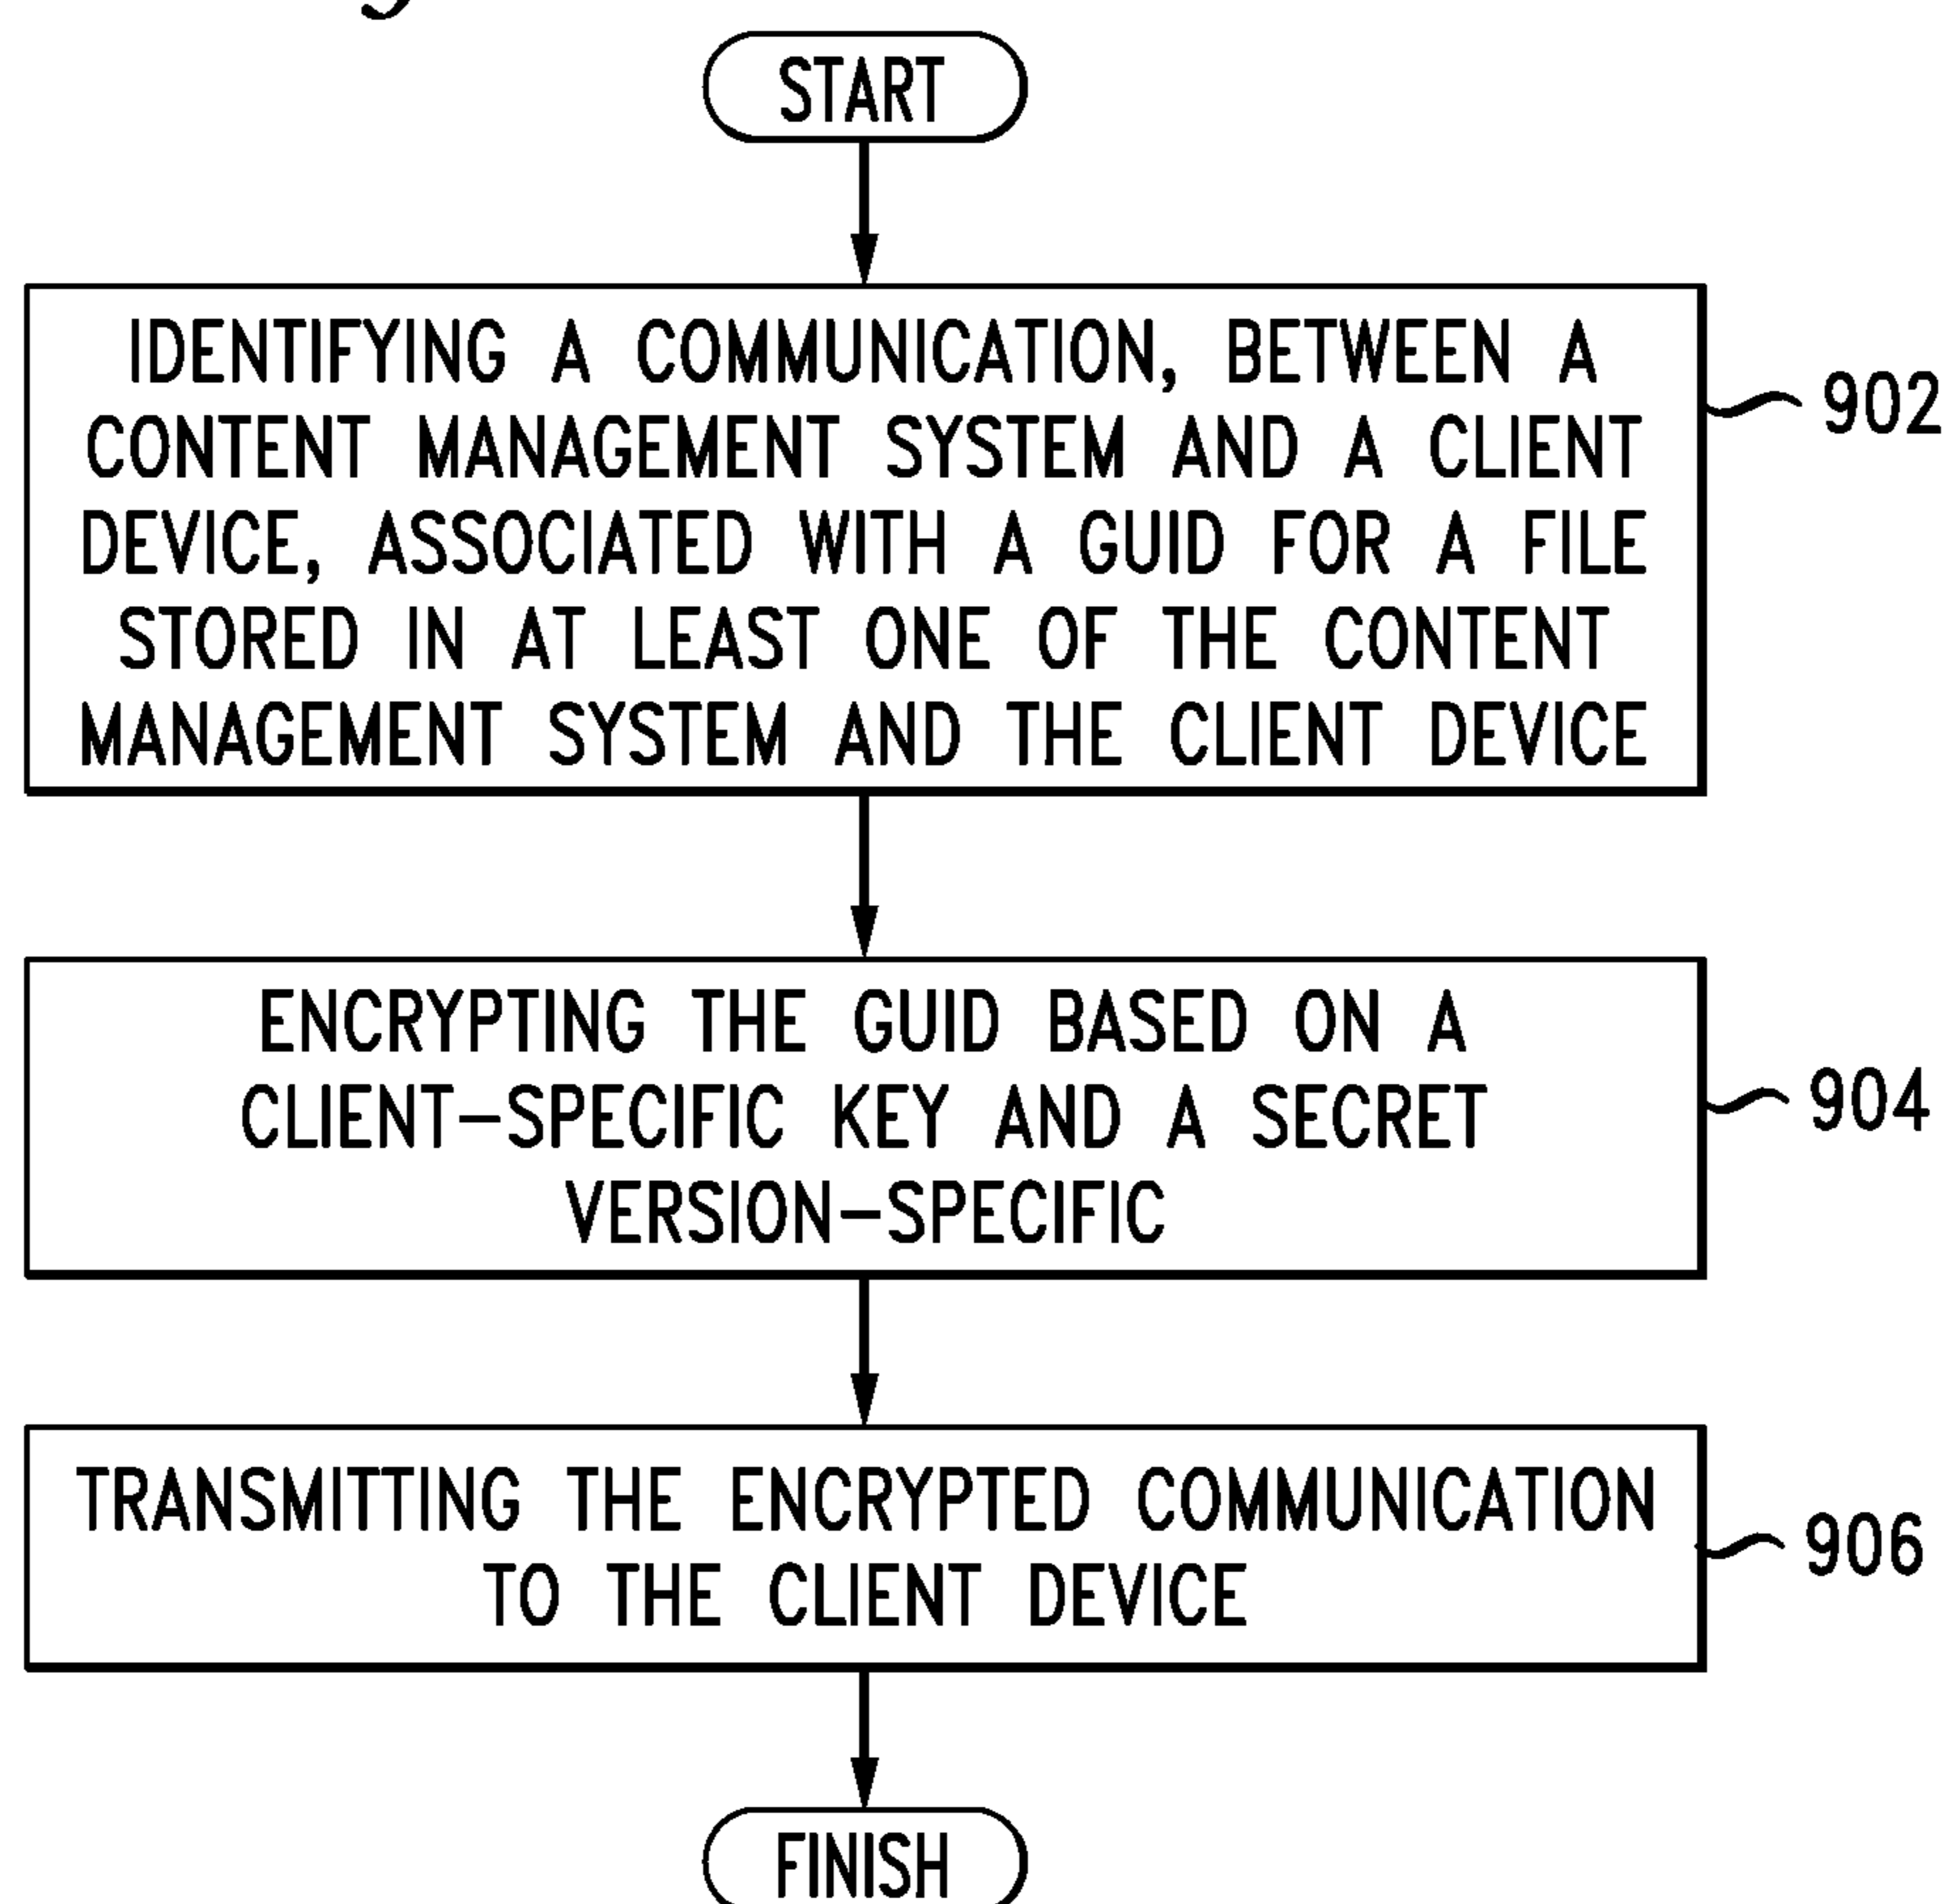 START
IDENTIFYING A COMMUNICATION, BETWEEN A
CONTENT MANAGEMENT SYSTEM AND A CLIENT
DEVICE, ASSOCIATED WITH A GUID FOR A FILE
STORED IN AT LEAST ONE OF THE CONTENT
MANAGEMENT SYSTEM AND THE CLIENT DEVICE
902
ENCRYPTING THE GUID BASED ON A
CLIENT-SPECIFIC KEY AND A SECRET
VERSION-SPECIFIC
904
TRANSMITTING THE ENCRYPTED COMMUNICATION
TO THE CLIENT DEVICE
906
FINISH